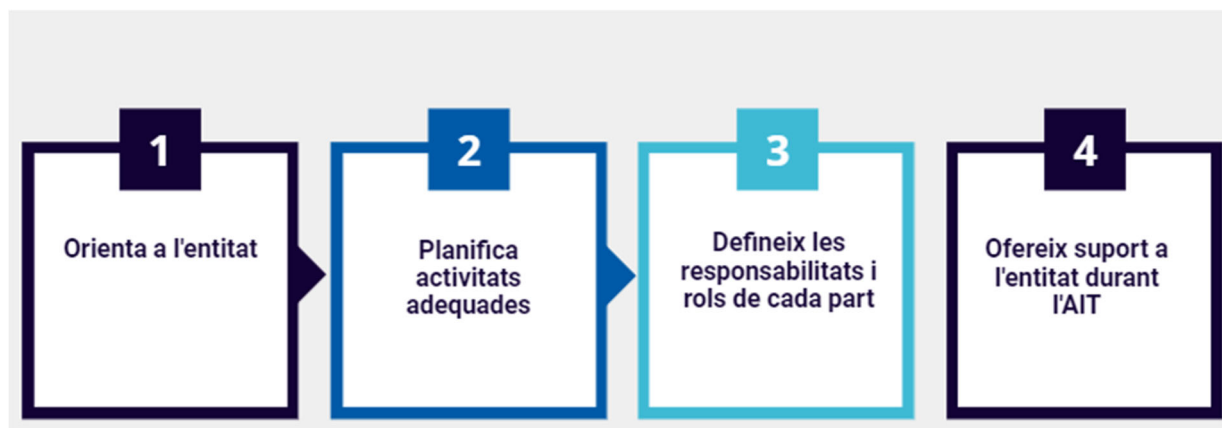 1
Orienta a l'entitat
2
Planifica
activitats
adequades
3
Defineix les
responsabilitats i
rols de cada part
4
Ofereix suport a
l'entitat durant
l'AIT